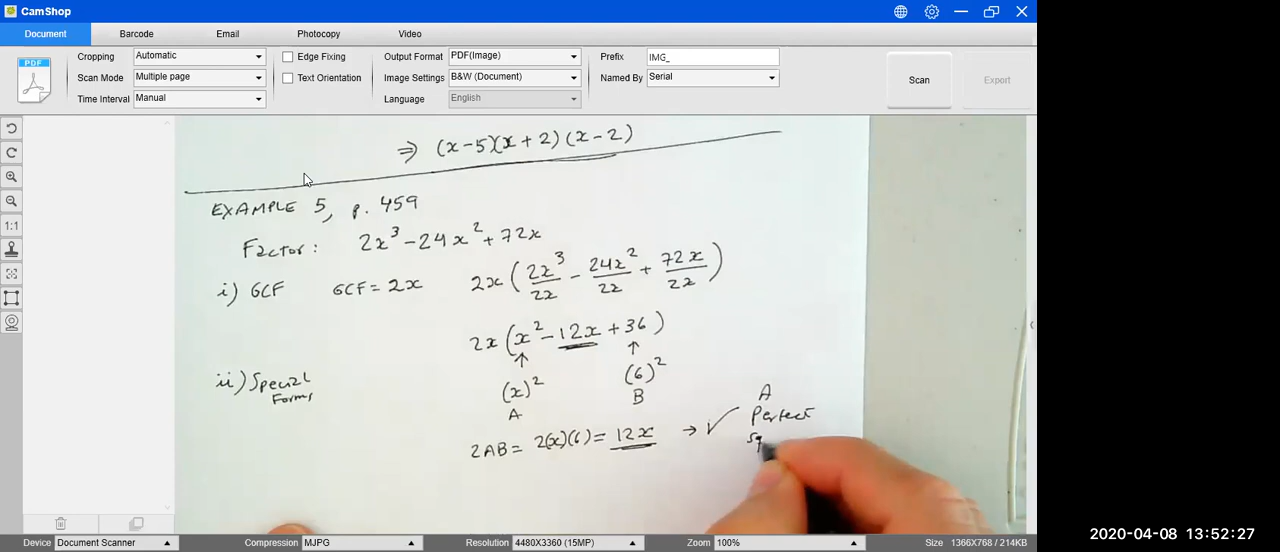 CamShop
Document Barcode Email Photocopy Video
Cropping Automatic Edge Fixing Output Format PDF(Image) Prefix IMG_
PDF Scan Mode Multiple page Text Orientation Image Settings B&W (Document) Named By Serial Scan Export
Time Interval Manual Language English
1:1
⇒ (x-5)(x+2)(x-2)
EXAMPLE 5, p. 459
Factor: 2x³-24x²+72x
i) GCF GCF=2x 2x(2x³/2x - 24x²/2x + 72x/2x)
2x(x²-12x+36)
↑ ↑
ii) Special Forms (x)² (6)²
A B
2AB = 2(x)(6) = 12x → ✓ A
Perfect
sq
Device Document Scanner Compression MJPG Resolution 4480X3360 (15MP) Zoom 100% Size 1366X768 / 214KB
2020-04-08 13:52:27